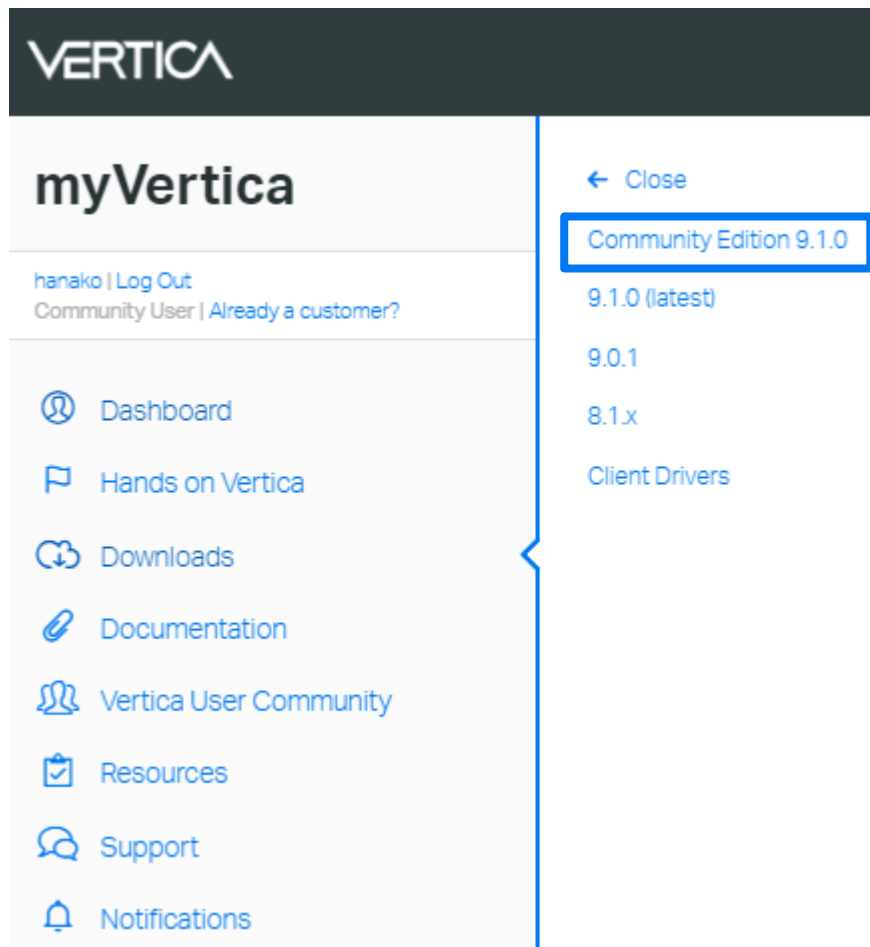 VERTICA
myVertica
hanako | Log Out
Community User | Already a customer?
Dashboard
Hands on Vertica
Downloads
Documentation
Vertica User Community
Resources
Support
Notifications
← Close
Community Edition 9.1.0
9.1.0 (latest)
9.0.1
8.1.x
Client Drivers